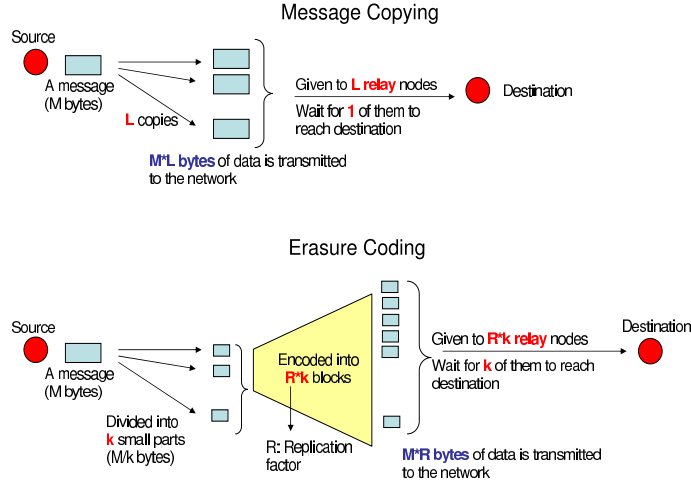 Message Copying
Source
A message
(M bytes)
L copies
Given to L relay nodes
Wait for 1 of them to
reach destination
Destination
M*L bytes of data is transmitted
to the network
Erasure Coding
Source
A message
(M bytes)
Divided into
k small parts
(M/k bytes)
Encoded into
R*k blocks
R: Replication
factor
Given to R*k relay nodes
Wait for k of them to reach
destination
Destination
M*R bytes of data is transmitted
to the network